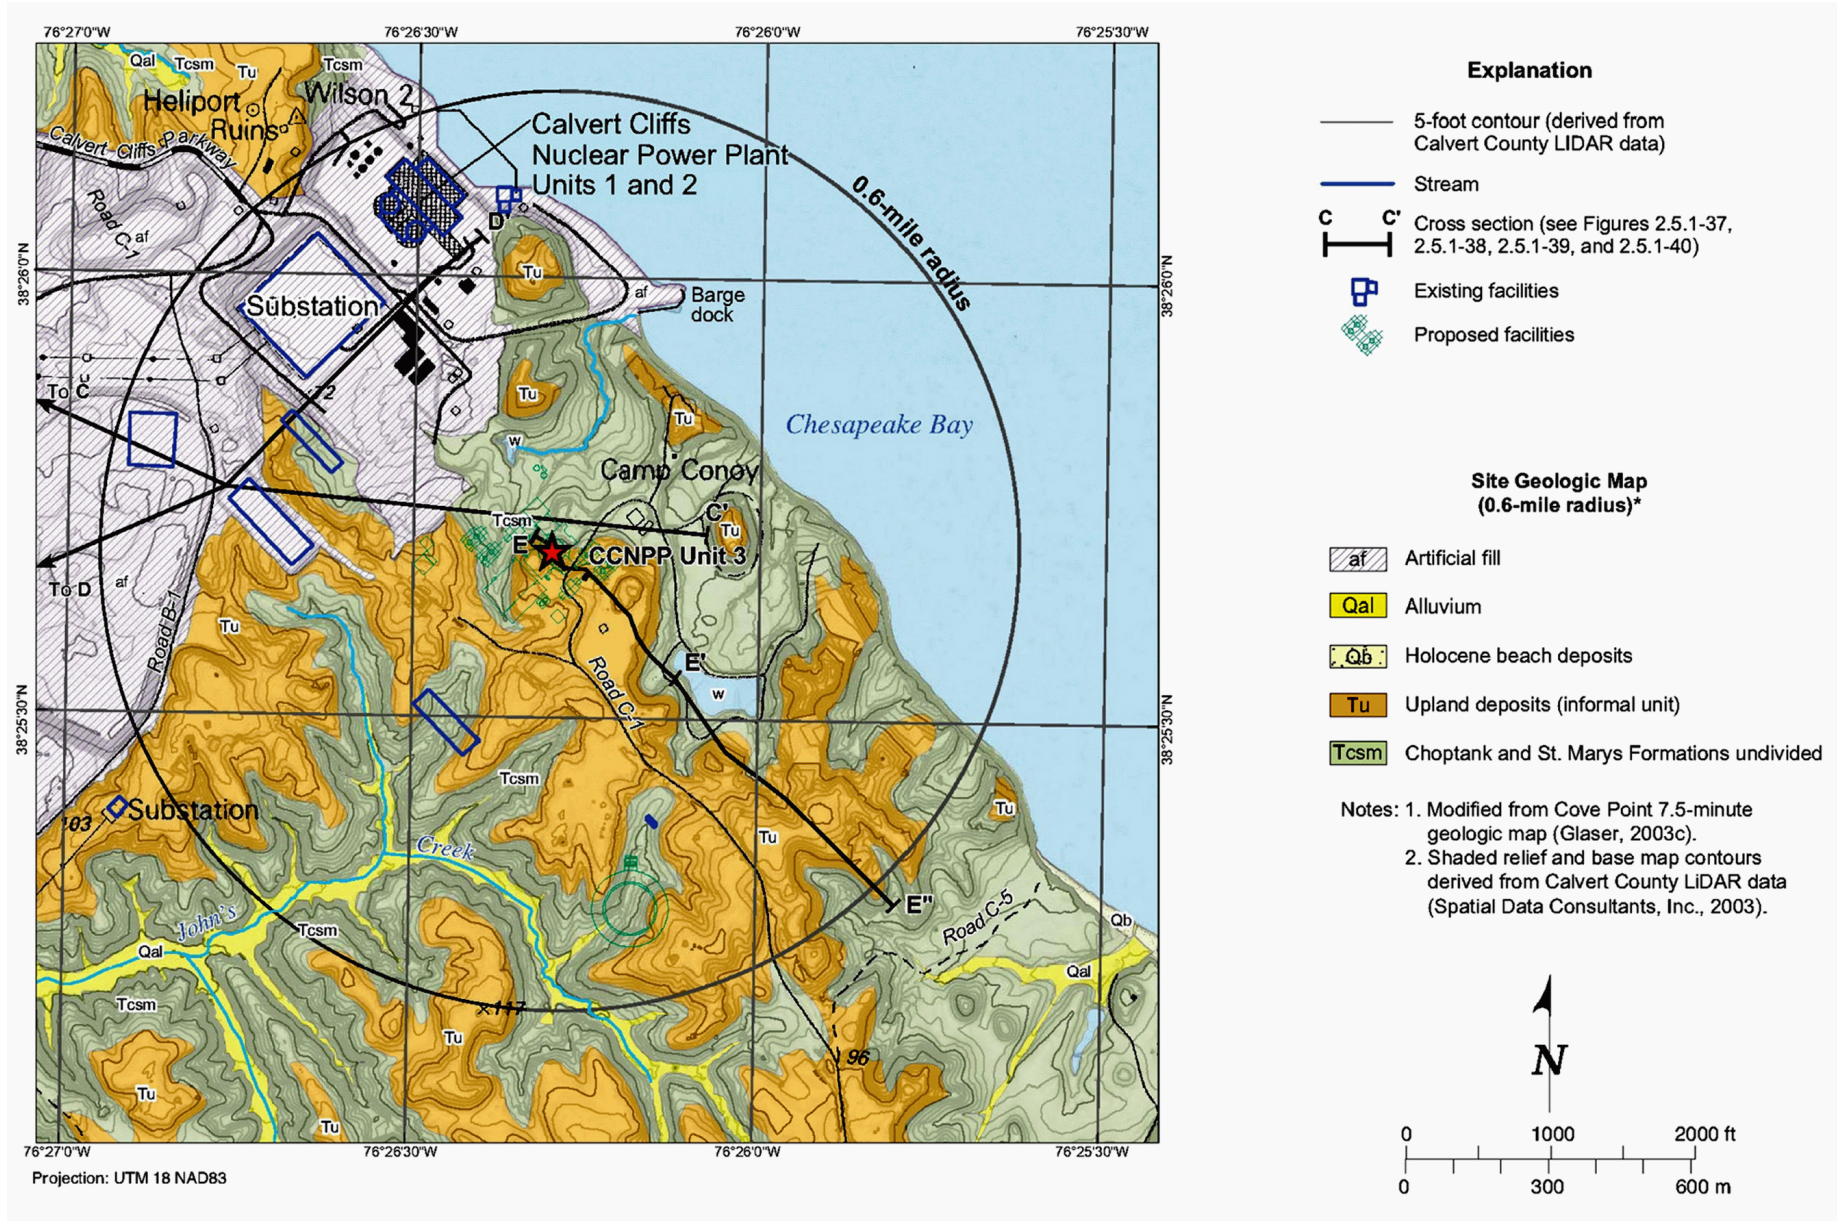 76°27'0"W
76°26'30"W
76°26'0"W
76°25'30"W
Qal
Tcsm
Tu
Tcsm
Heliport
Wilson 2
Ruins
Calvert Cliffs Parkway
Calvert Cliffs
Nuclear Power Plant
Units 1 and 2
0.6-mile radius
Road C-1
af
D'
38°26'0"N
38°26'0"N
Tu
Substation
af
Barge
dock
To C
72
Tu
Tu
Chesapeake Bay
w
Camp Conoy
Tcsm
C'
Tu
E
CCNPP Unit 3
To D
af
Road B-1
Tu
Road C-1
E'
w
38°25'30"N
38°25'30"N
Tcsm
Substation
103
Tu
Tu
Creek
John's
Tcsm
E"
Road C-5
Qb
Qal
Qal
Tcsm
117
Tu
96
Tu
Tu
76°27'0"W
76°26'30"W
76°26'0"W
76°25'30"W
Projection: UTM 18 NAD83
Explanation
5-foot contour (derived from
Calvert County LIDAR data)
Stream
C C'
Cross section (see Figures 2.5.1-37,
2.5.1-38, 2.5.1-39, and 2.5.1-40)
Existing facilities
Proposed facilities
Site Geologic Map
(0.6-mile radius)*
af Artificial fill
Qal Alluvium
Qb Holocene beach deposits
Tu Upland deposits (informal unit)
Tcsm Choptank and St. Marys Formations undivided
Notes: 1. Modified from Cove Point 7.5-minute
geologic map (Glaser, 2003c).
2. Shaded relief and base map contours
derived from Calvert County LiDAR data
(Spatial Data Consultants, Inc., 2003).
N
0 1000 2000 ft
0 300 600 m